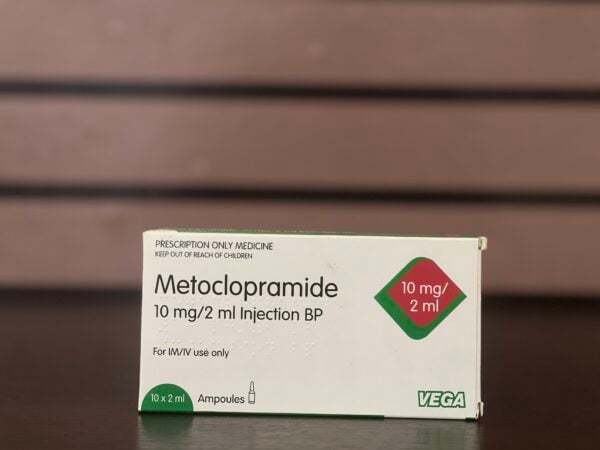 PRESCRIPTION ONLY MEDICINE
KEEP OUT OF REACH OF CHILDREN
Metoclopramide
10 mg/2 ml Injection BP
10 mg/
2 ml
For IM/IV use only
10 x 2 ml
Ampoules
VEGA